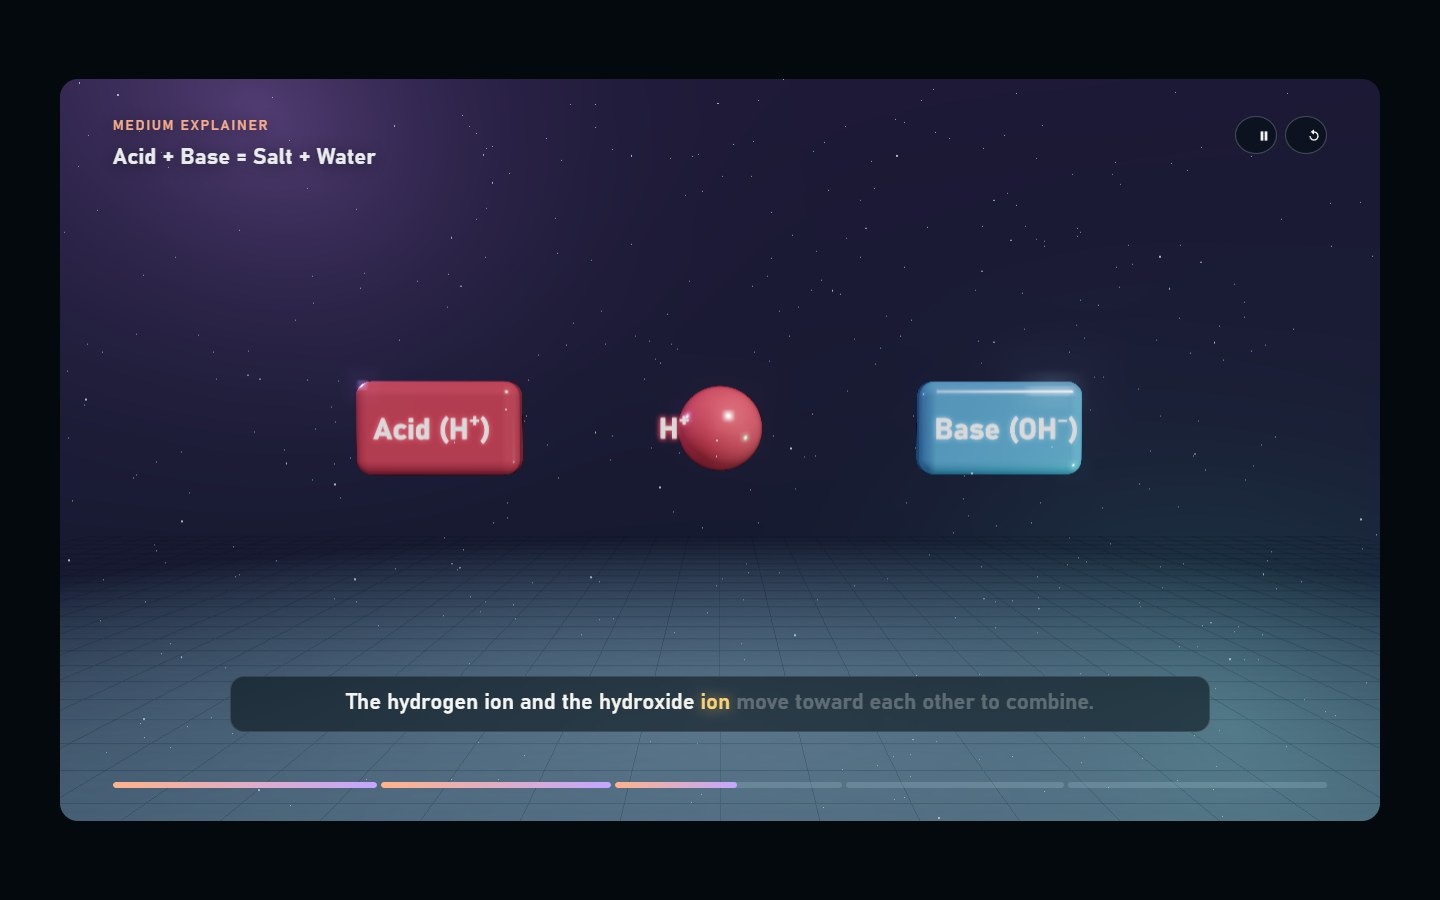 MEDIUM EXPLAINER
Acid + Base = Salt + Water
Acid (H⁺)
H⁺
Base (OH⁻)
The hydrogen ion and the hydroxide ion move toward each other to combine.